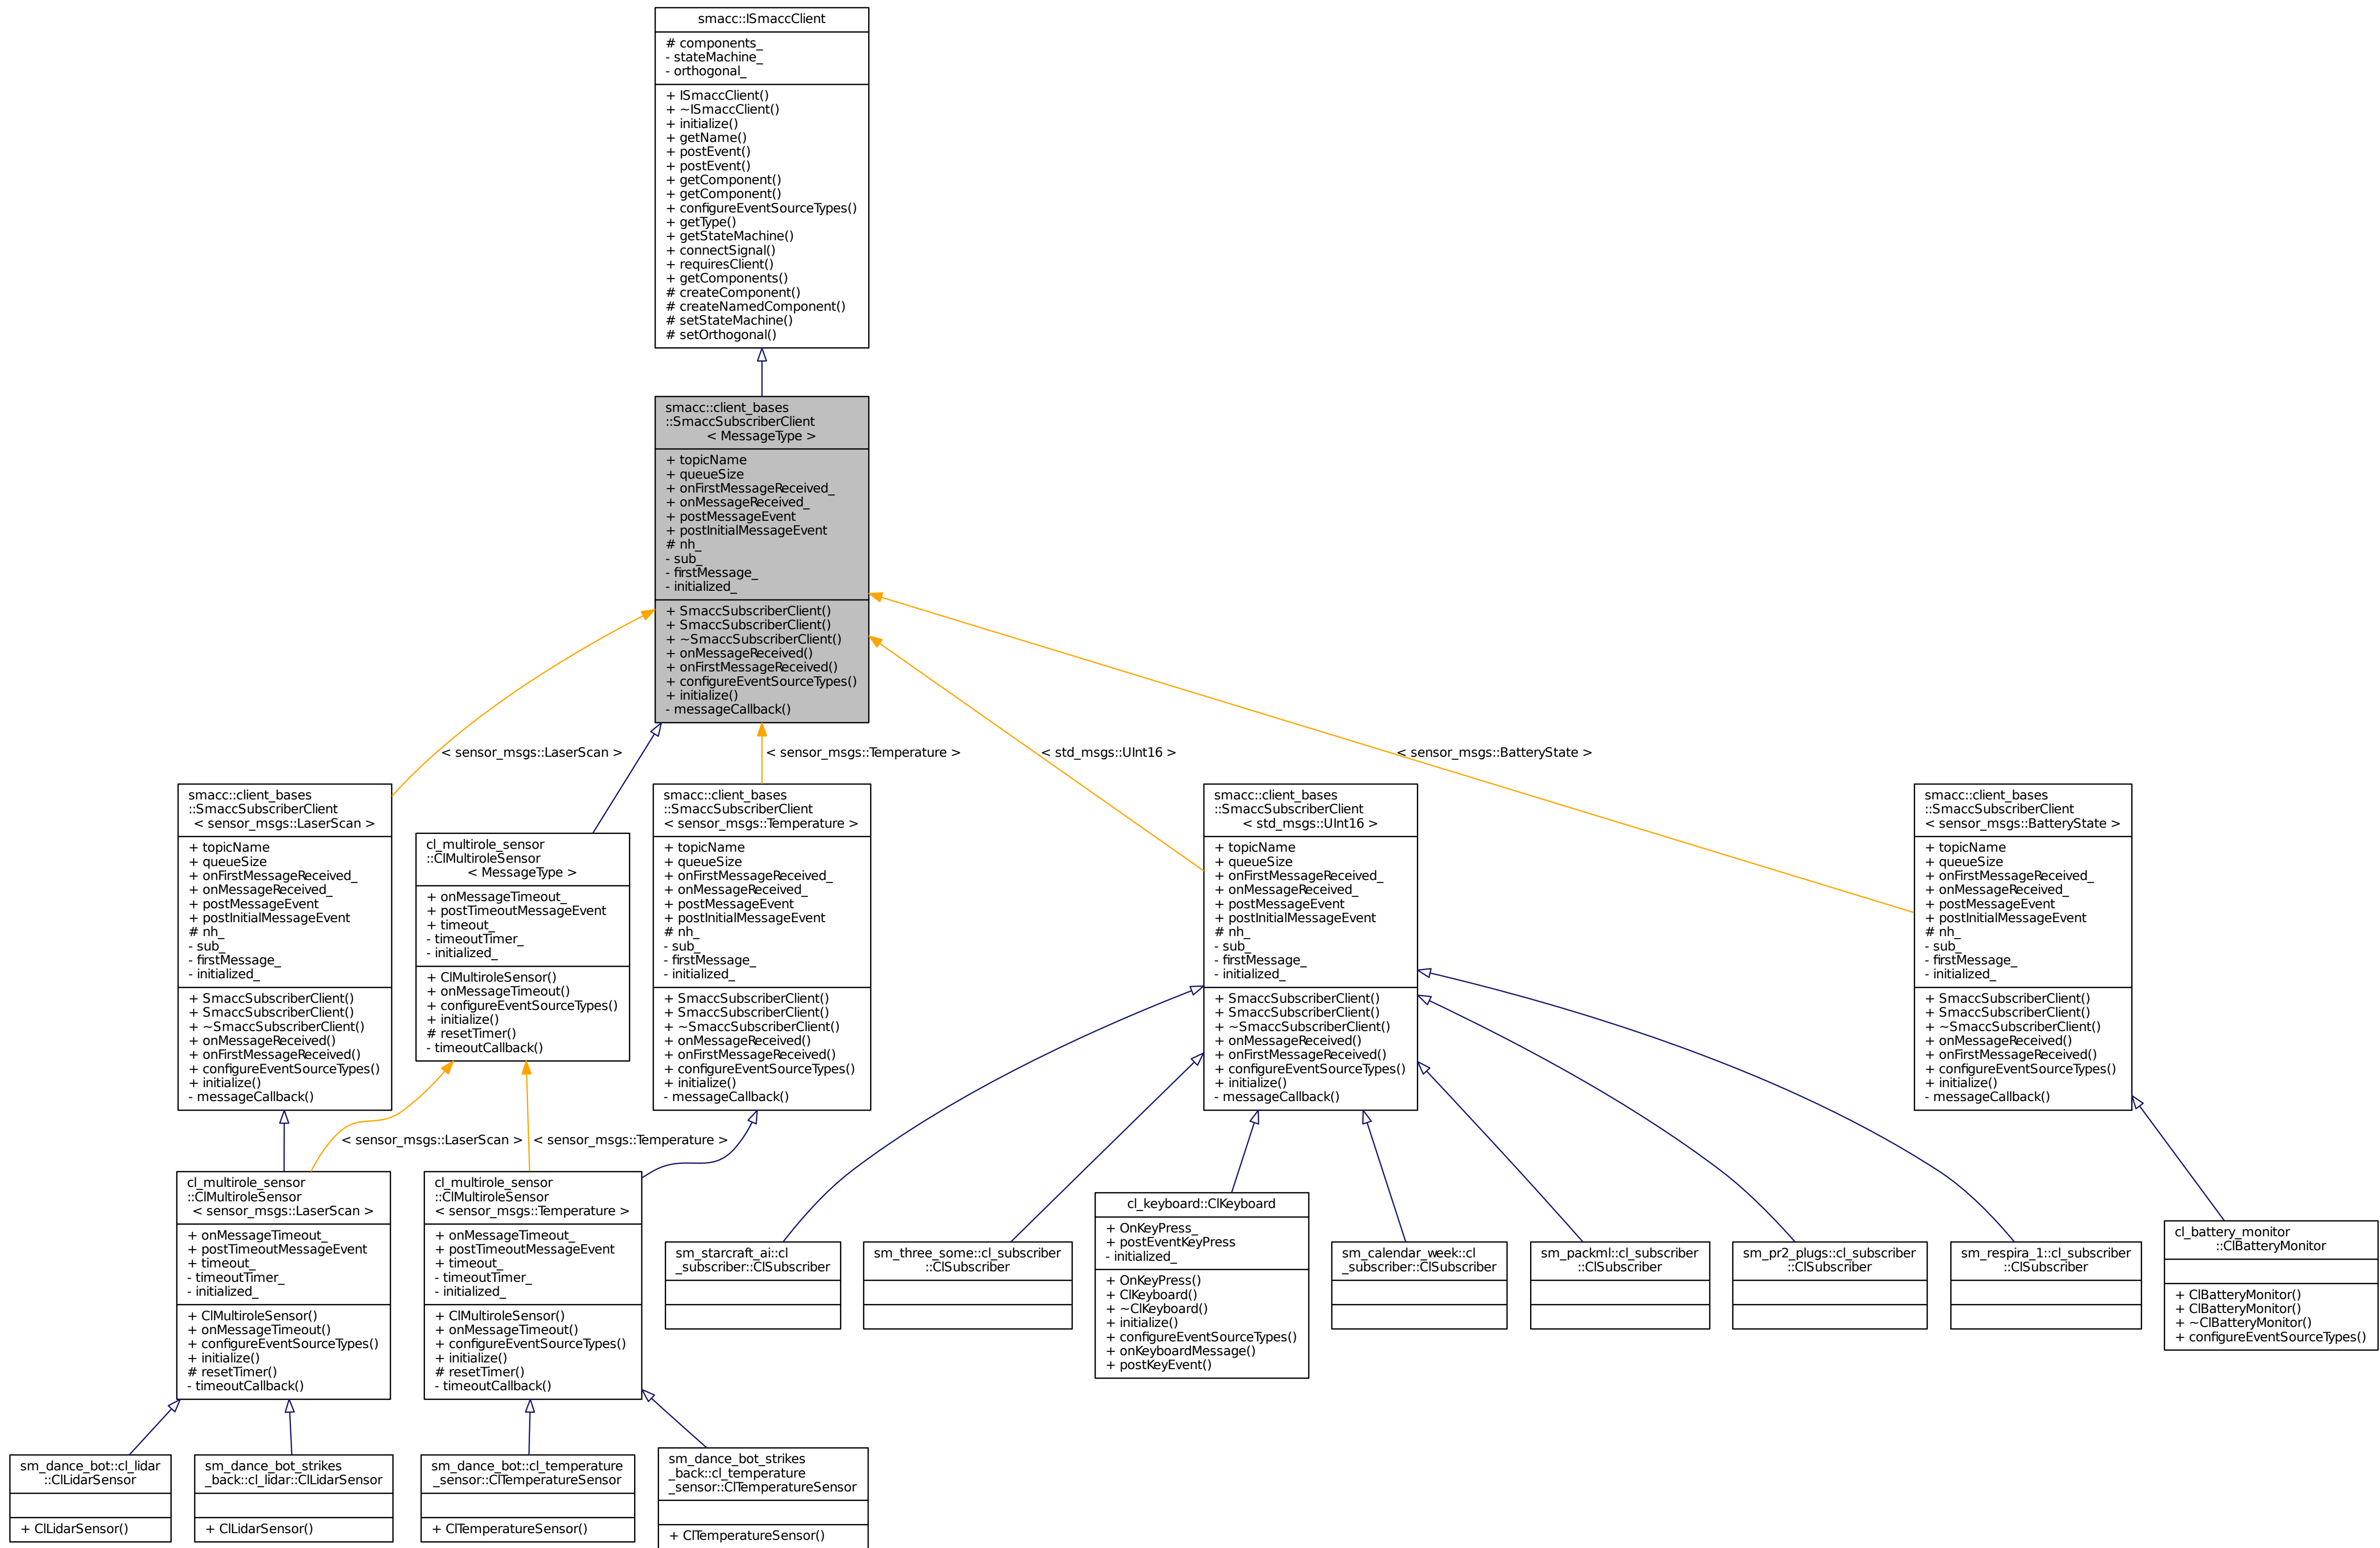 smacc::ISmaccClient
# components_
- stateMachine_
- orthogonal_
+ ISmaccClient()
+ ~ISmaccClient()
+ initialize()
+ getName()
+ postEvent()
+ postEvent()
+ getComponent()
+ getComponent()
+ configureEventSourceTypes()
+ getType()
+ getStateMachine()
+ connectSignal()
+ requiresClient()
+ getComponents()
# createComponent()
# createNamedComponent()
# setStateMachine()
# setOrthogonal()
smacc::client_bases
::SmaccSubscriberClient
< MessageType >
+ topicName
+ queueSize
+ onFirstMessageReceived_
+ onMessageReceived_
+ postMessageEvent
+ postInitialMessageEvent
# nh_
- sub_
- firstMessage_
- initialized_
+ SmaccSubscriberClient()
+ SmaccSubscriberClient()
+ ~SmaccSubscriberClient()
+ onMessageReceived()
+ onFirstMessageReceived()
+ configureEventSourceTypes()
+ initialize()
- messageCallback()
< sensor_msgs::LaserScan >
< sensor_msgs::Temperature >
< std_msgs::UInt16 >
< sensor_msgs::BatteryState >
smacc::client_bases
::SmaccSubscriberClient
< sensor_msgs::LaserScan >
+ topicName
+ queueSize
+ onFirstMessageReceived_
+ onMessageReceived_
+ postMessageEvent
+ postInitialMessageEvent
# nh_
- sub_
- firstMessage_
- initialized_
+ SmaccSubscriberClient()
+ SmaccSubscriberClient()
+ ~SmaccSubscriberClient()
+ onMessageReceived()
+ onFirstMessageReceived()
+ configureEventSourceTypes()
+ initialize()
- messageCallback()
cl_multirole_sensor
::ClMultiroleSensor
< MessageType >
+ onMessageTimeout_
+ postTimeoutMessageEvent
+ timeout_
- timeoutTimer_
- initialized_
+ ClMultiroleSensor()
+ onMessageTimeout()
+ configureEventSourceTypes()
+ initialize()
# resetTimer()
- timeoutCallback()
smacc::client_bases
::SmaccSubscriberClient
< sensor_msgs::Temperature >
+ topicName
+ queueSize
+ onFirstMessageReceived_
+ onMessageReceived_
+ postMessageEvent
+ postInitialMessageEvent
# nh_
- sub_
- firstMessage_
- initialized_
+ SmaccSubscriberClient()
+ SmaccSubscriberClient()
+ ~SmaccSubscriberClient()
+ onMessageReceived()
+ onFirstMessageReceived()
+ configureEventSourceTypes()
+ initialize()
- messageCallback()
smacc::client_bases
::SmaccSubscriberClient
< std_msgs::UInt16 >
+ topicName
+ queueSize
+ onFirstMessageReceived_
+ onMessageReceived_
+ postMessageEvent
+ postInitialMessageEvent
# nh_
- sub_
- firstMessage_
- initialized_
+ SmaccSubscriberClient()
+ SmaccSubscriberClient()
+ ~SmaccSubscriberClient()
+ onMessageReceived()
+ onFirstMessageReceived()
+ configureEventSourceTypes()
+ initialize()
- messageCallback()
smacc::client_bases
::SmaccSubscriberClient
< sensor_msgs::BatteryState >
+ topicName
+ queueSize
+ onFirstMessageReceived_
+ onMessageReceived_
+ postMessageEvent
+ postInitialMessageEvent
# nh_
- sub_
- firstMessage_
- initialized_
+ SmaccSubscriberClient()
+ SmaccSubscriberClient()
+ ~SmaccSubscriberClient()
+ onMessageReceived()
+ onFirstMessageReceived()
+ configureEventSourceTypes()
+ initialize()
- messageCallback()
< sensor_msgs::LaserScan >
< sensor_msgs::Temperature >
cl_multirole_sensor
::ClMultiroleSensor
< sensor_msgs::LaserScan >
+ onMessageTimeout_
+ postTimeoutMessageEvent
+ timeout_
- timeoutTimer_
- initialized_
+ ClMultiroleSensor()
+ onMessageTimeout()
+ configureEventSourceTypes()
+ initialize()
# resetTimer()
- timeoutCallback()
cl_multirole_sensor
::ClMultiroleSensor
< sensor_msgs::Temperature >
+ onMessageTimeout_
+ postTimeoutMessageEvent
+ timeout_
- timeoutTimer_
- initialized_
+ ClMultiroleSensor()
+ onMessageTimeout()
+ configureEventSourceTypes()
+ initialize()
# resetTimer()
- timeoutCallback()
sm_starcraft_ai::cl
_subscriber::ClSubscriber
sm_three_some::cl_subscriber
::ClSubscriber
cl_keyboard::ClKeyboard
+ OnKeyPress_
+ postEventKeyPress
- initialized_
+ OnKeyPress()
+ ClKeyboard()
+ ~ClKeyboard()
+ initialize()
+ configureEventSourceTypes()
+ onKeyboardMessage()
+ postKeyEvent()
sm_calendar_week::cl
_subscriber::ClSubscriber
sm_packml::cl_subscriber
::ClSubscriber
sm_pr2_plugs::cl_subscriber
::ClSubscriber
sm_respira_1::cl_subscriber
::ClSubscriber
cl_battery_monitor
::ClBatteryMonitor
+ ClBatteryMonitor()
+ ClBatteryMonitor()
+ ~ClBatteryMonitor()
+ configureEventSourceTypes()
sm_dance_bot::cl_lidar
::ClLidarSensor
+ ClLidarSensor()
sm_dance_bot_strikes
_back::cl_lidar::ClLidarSensor
+ ClLidarSensor()
sm_dance_bot::cl_temperature
_sensor::ClTemperatureSensor
+ ClTemperatureSensor()
sm_dance_bot_strikes
_back::cl_temperature
_sensor::ClTemperatureSensor
+ ClTemperatureSensor()